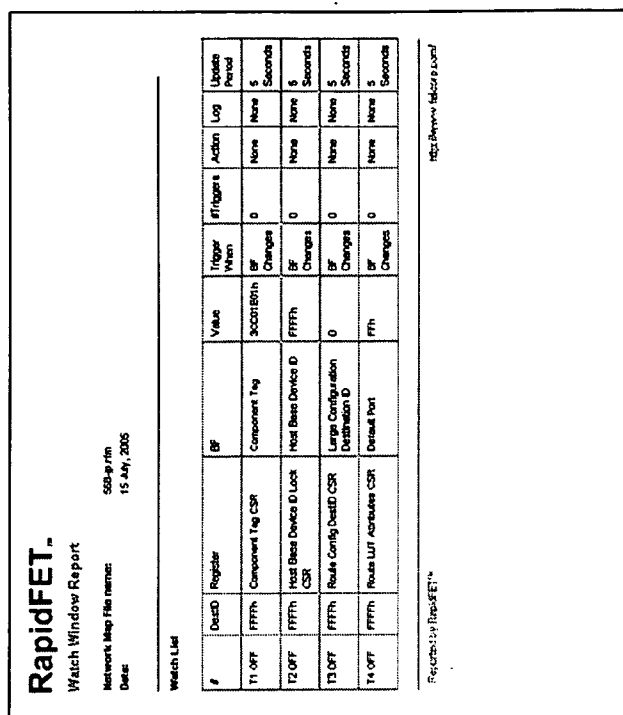 RapidFET™
Watch Window Report
Network Map File name: 568-ip.rfm
Date: 15 July, 2005
Watch List
# DestID Register BF Value Trigger When #Triggers Action Log Update Period
T1 OFF FFFFh Component Tag CSR Component Tag 3CC01E01h BF Changes 0 None None 5 Seconds
T2 OFF FFFFh Host Base Device ID Lock CSR Host Base Device ID FFFFh BF Changes 0 None None 5 Seconds
T3 OFF FFFFh Route Config DestID CSR Large Configuration Destination ID 0 BF Changes 0 None None 5 Seconds
T4 OFF FFFFh Route LUT Attributes CSR Default Port FFh BF Changes 0 None None 5 Seconds
Reported by RapidFET™